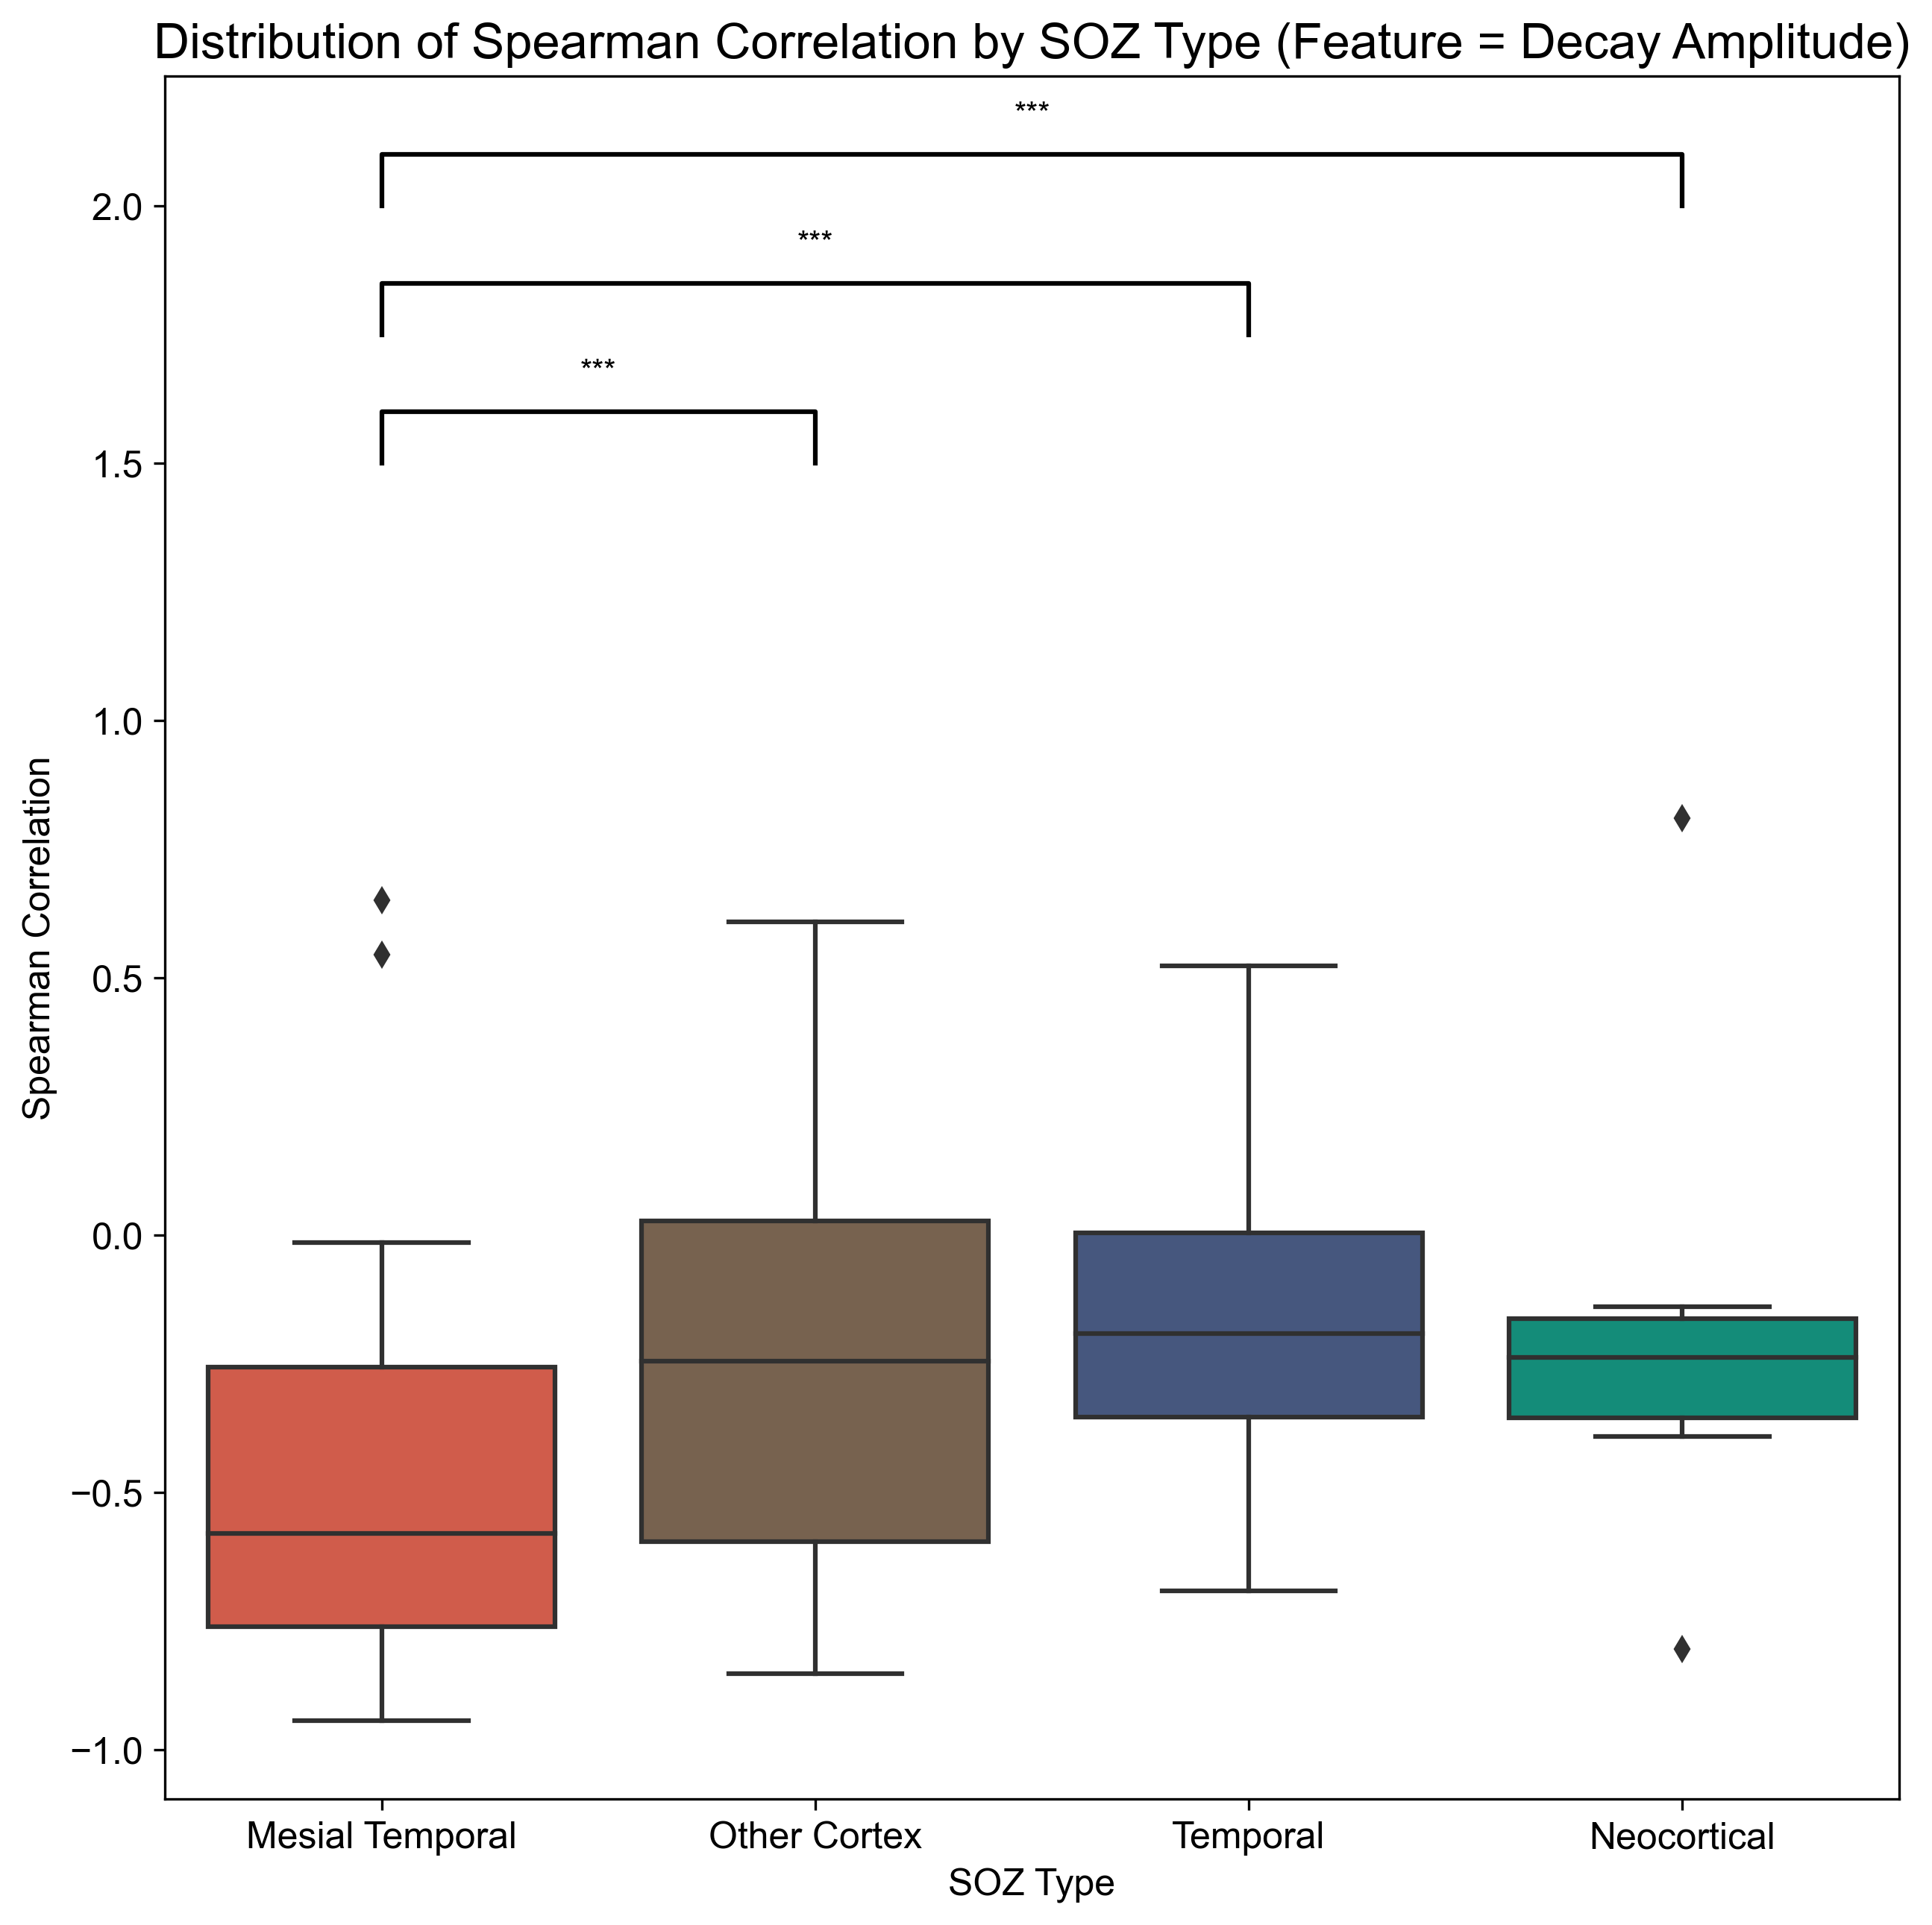 Distribution of Spearman Correlation by SOZ Type (Feature = Decay Amplitude)
***
***
***
2.0
1.5
1.0
0.5
0.0
−0.5
−1.0
Spearman Correlation
Mesial Temporal
Other Cortex
Temporal
Neocortical
SOZ Type